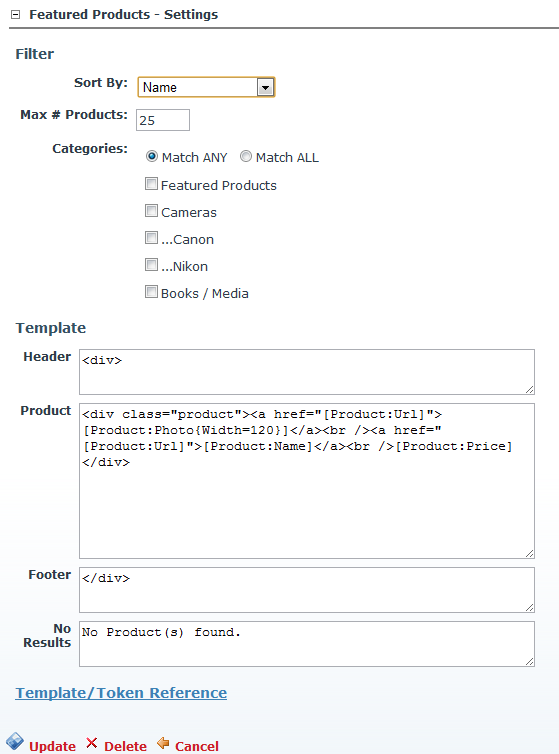 Featured Products - Settings
Filter
Sort By: Name
Max # Products: 25
Categories: Match ANY Match ALL
Featured Products
Cameras
...Canon
...Nikon
Books / Media
Template
Header <div>
Product <div class="product"><a href="[Product:Url]">
[Product:Photo{Width=120}]</a><br /><a href="
[Product:Url]">[Product:Name]</a><br />[Product:Price]
</div>
Footer </div>
No Results No Product(s) found.
Template/Token Reference
Update Delete Cancel